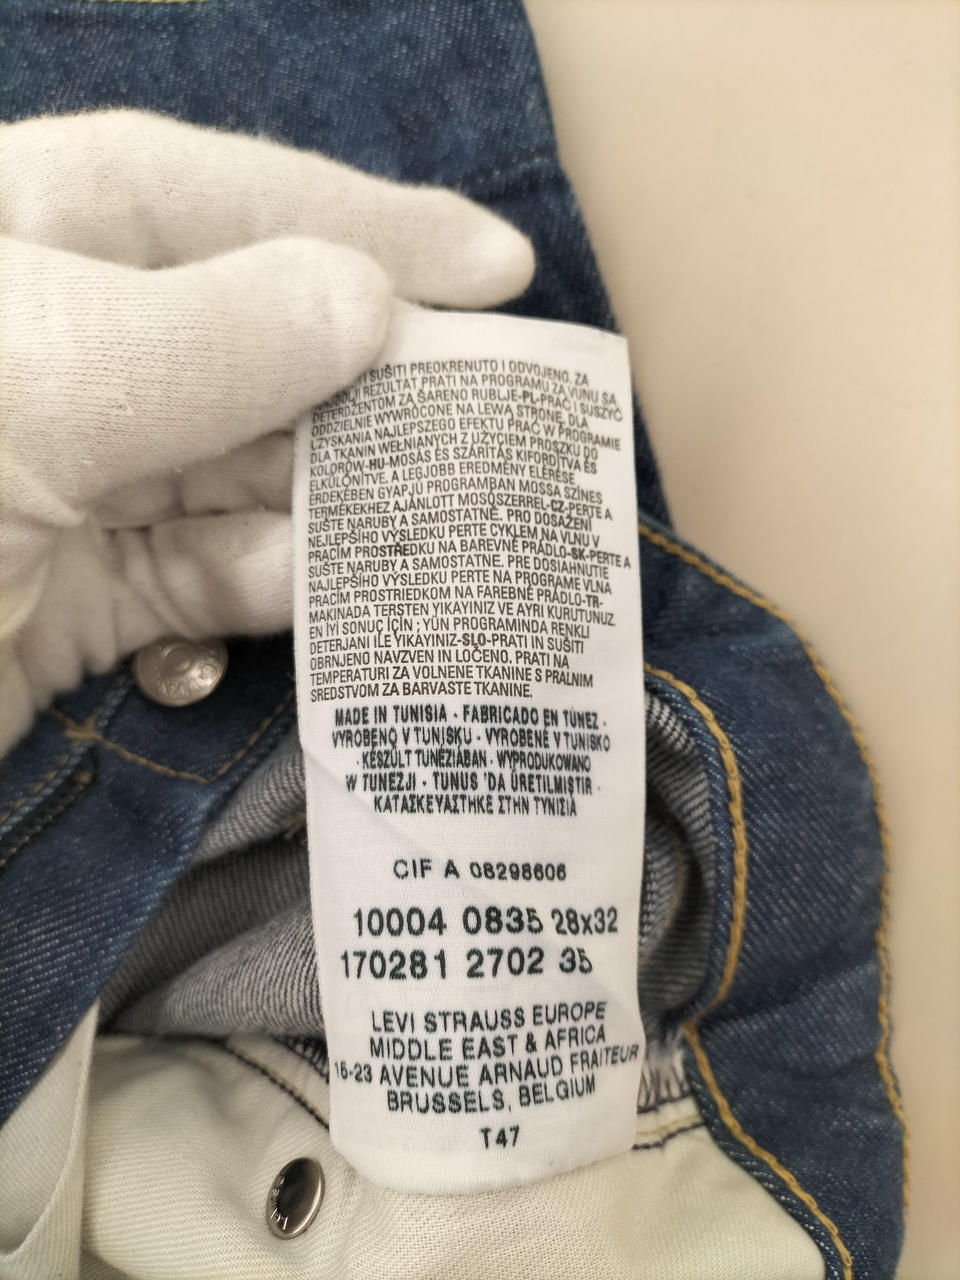 SUŠITI PREOKRENUTO I ODVOJENO. ZA
REZULTAT PRATI NA PROGRAMU ZA VUNU SA
DETERDŽENTOM ZA ŠARENO RUBLJE-PL-PRAĆ I SUSZYĆ
ODDZIELNIE WYWRÓCONE NA LEWĄ STRONĘ, DLA
UZYSKANIA NAJLEPSZEGO EFEKTU PRAĆ W PROGRAMIE
DLA TKANIN WEŁNIANYCH Z UŻYCIEM PROSZKU DO
KOLORÓW-HU-MOSÁS ÉS SZÁRÍTÁS KIFORDÍTVA ÉS
ELKÜLÖNÍTVE. A LEGJOBB EREDMÉNY ELÉRÉSE
ÉRDEKÉBEN GYAPJÚ PROGRAMBAN MOSSA SZÍNES
TERMÉKEKHEZ AJÁNLOTT MOSÓSZERREL-CZ-PERTE A
SUŠTE NARUBY A SAMOSTATNĚ. PRO DOSAŽENÍ
NEJLEPŠÍHO VÝSLEDKU PERTE CYKLEM NA VLNU V
PRACÍM PROSTŘEDKU NA BAREVNÉ PRÁDLO-SK-PERTE A
SUŠTE NARUBY A SAMOSTATNE. PRE DOSIAHNUTIE
NAJLEPŠIEHO VÝSLEDKU PERTE NA PROGRAME VLNA
PRACÍM PROSTRIEDKOM NA FAREBNÉ PRÁDLO-TR-
MAKINADA TERSTEN YIKAYINIZ VE AYRI KURUTUNUZ.
EN İYİ SONUÇ İÇİN ; YÜN PROGRAMINDA RENKLİ
DETERJANI ILE YIKAYINIZ-SLO-PRATI IN SUŠITI
OBRNJENO NAVZVEN IN LOČENO. PRATI NA
TEMPERATURI ZA VOLNENE TKANINE S PRALNIM
SREDSTVOM ZA BARVASTE TKANINE.
MADE IN TUNISIA - FABRICADO EN TÚNEZ -
VYROBENO V TUNISKU - VYROBENÉ V TUNISKO
- KÉSZÜLT TUNÉZIÁBAN - WYPRODUKOWANO
W TUNEZJI - TUNUS 'DA ÜRETILMIŞTIR -
ΚΑΤΑΣΚΕΥΑΣΤΗΚΕ ΣΤΗΝ ΤΥΝΙΣΙΑ
CIF A 08298606
10004 0835 28x32
170281 2702 35
LEVI STRAUSS EUROPE
MIDDLE EAST & AFRICA
15-23 AVENUE ARNAUD FRAITEUR
BRUSSELS, BELGIUM
T47